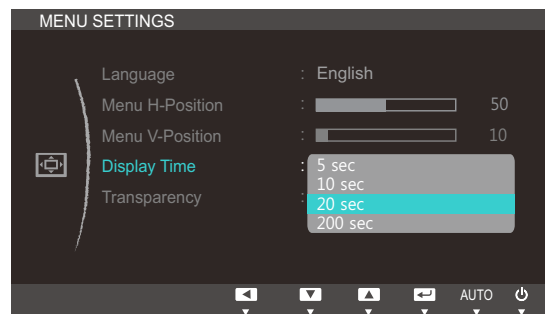 MENU SETTINGS
Language : English
Menu H-Position : 50
Menu V-Position : 10
Display Time : 5 sec
10 sec
20 sec
Transparency : 200 sec
AUTO